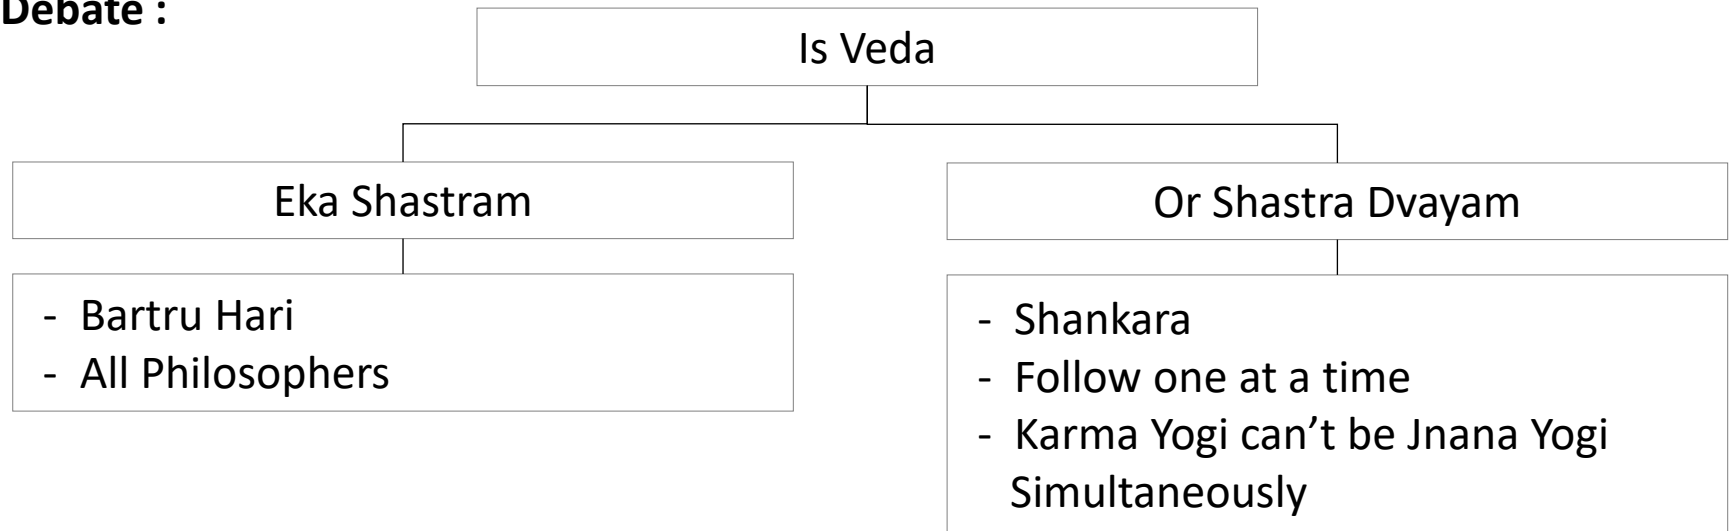 Debate :
Is Veda
Eka Shastram
- Bartru Hari
- All Philosophers
Or Shastra Dvayam
- Shankara
- Follow one at a time
- Karma Yogi can’t be Jnana Yogi
Simultaneously